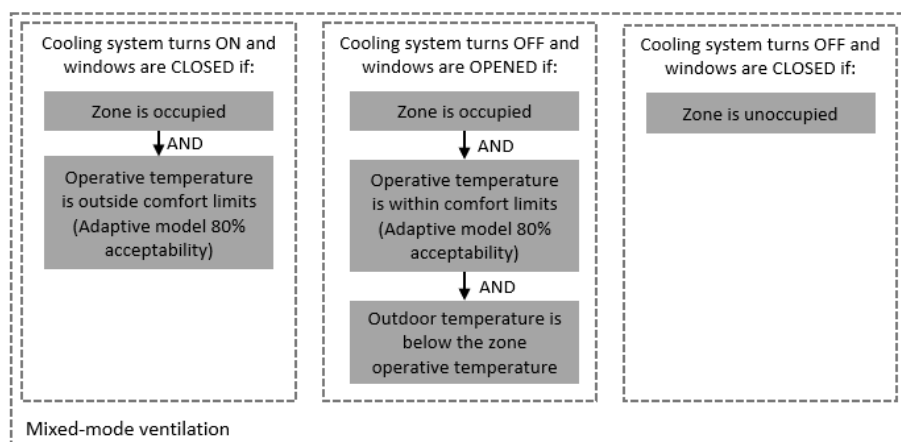 Cooling system turns ON and
windows are CLOSED if:
Zone is occupied
AND
Operative temperature
is outside comfort limits
(Adaptive model 80%
acceptability)
Cooling system turns OFF and
windows are OPENED if:
Zone is occupied
AND
Operative temperature
is within comfort limits
(Adaptive model 80%
acceptability)
AND
Outdoor temperature is
below the zone
operative temperature
Cooling system turns OFF and
windows are CLOSED if:
Zone is unoccupied
Mixed-mode ventilation